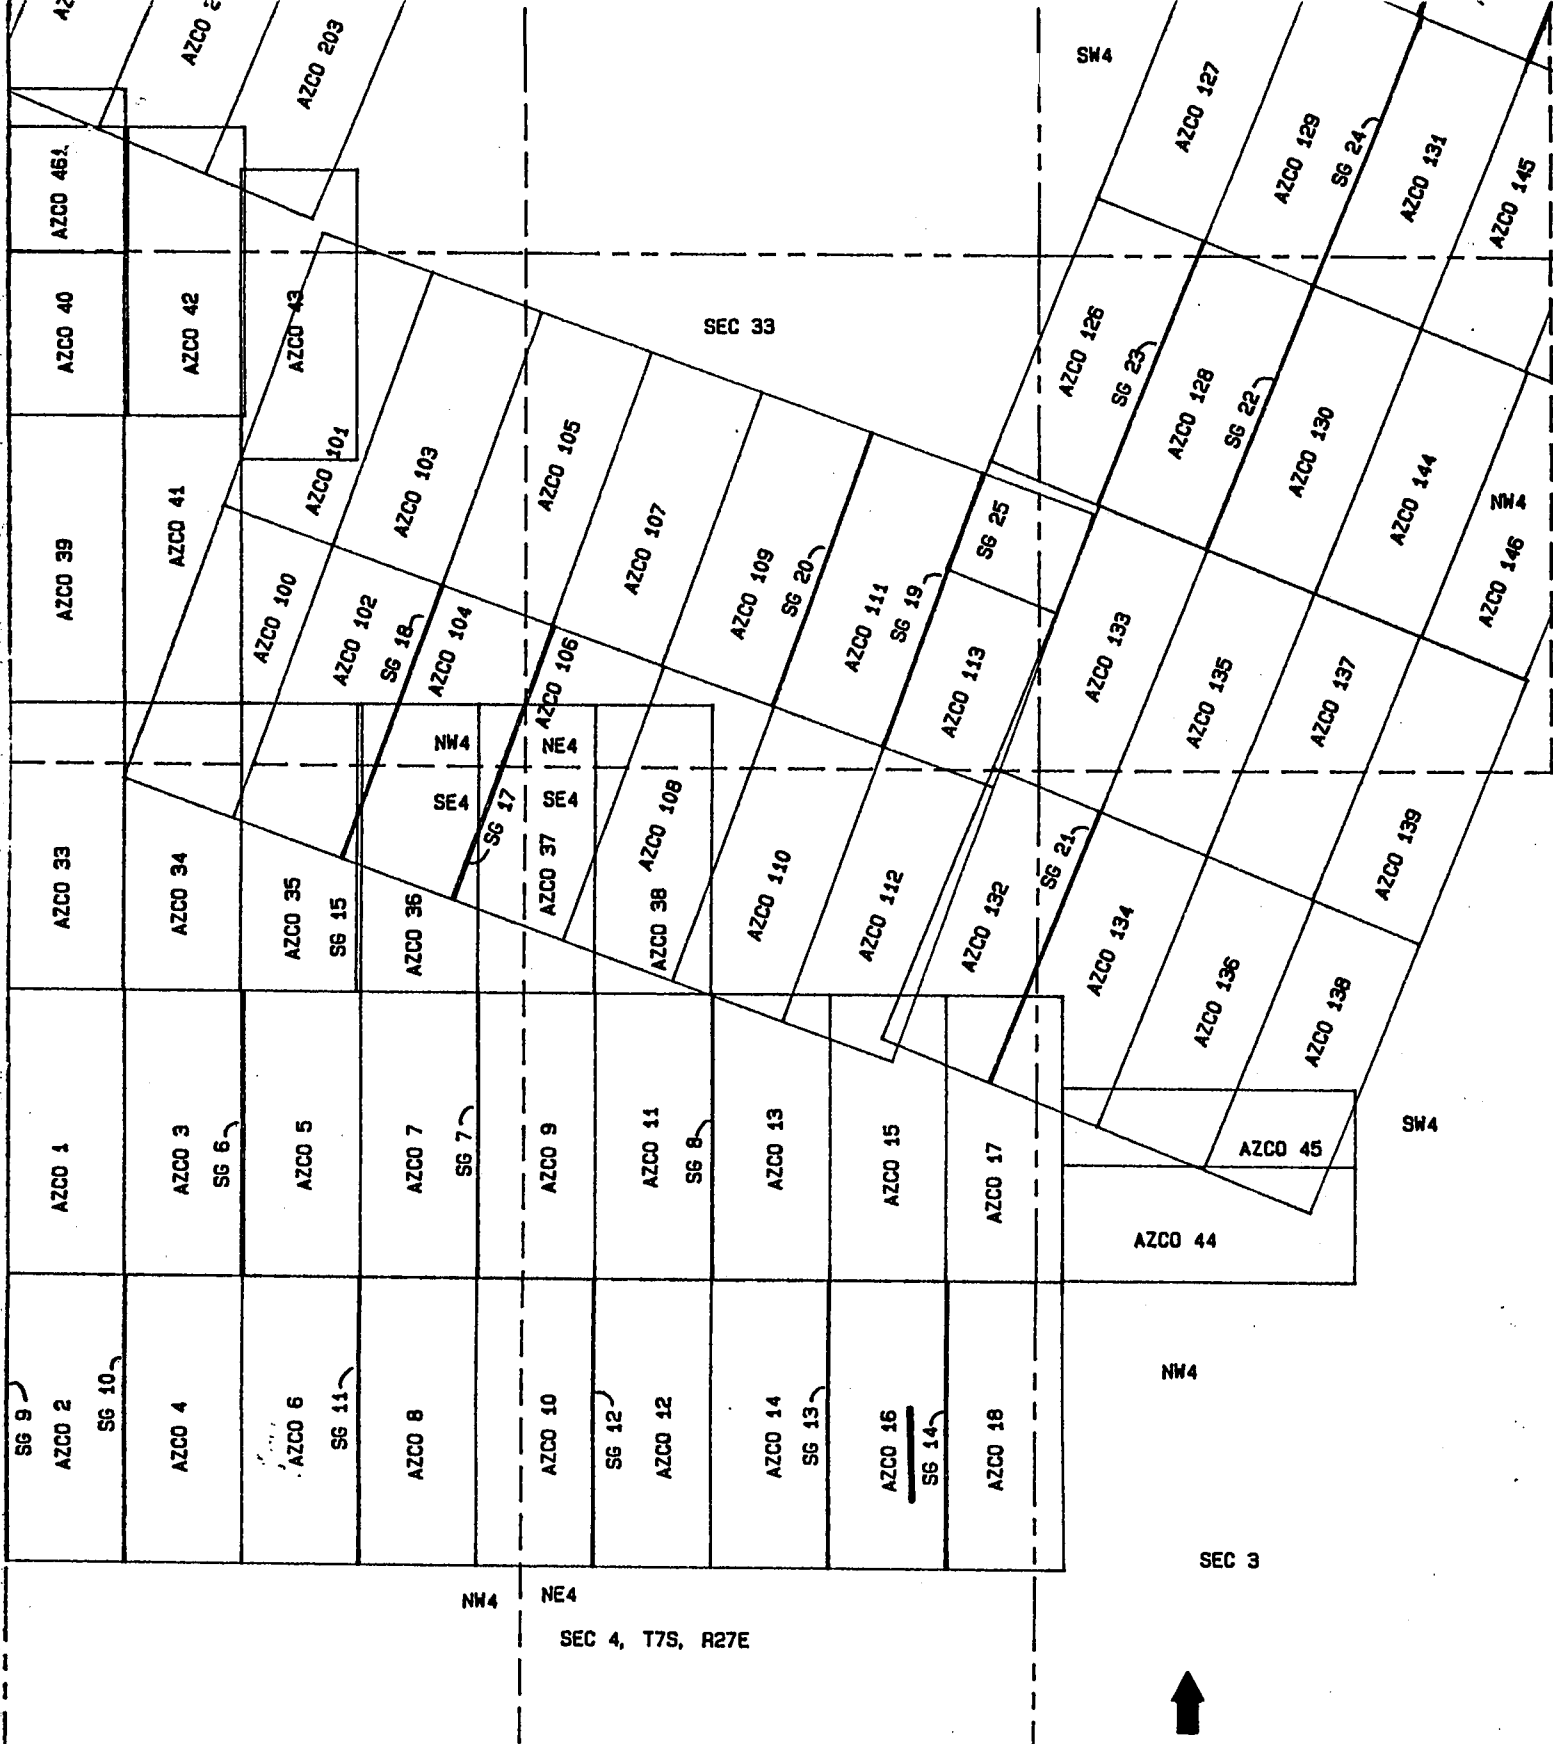 AZCO 203
SW4
AZCO 127
AZCO 129
SG 24
AZCO 131
AZCO 145
AZCO 461
AZCO 40
AZCO 42
AZCO 43
SEC 33
AZCO 126
SG 23
AZCO 128
SG 22
AZCO 130
AZCO 144
NW4
AZCO 146
AZCO 39
AZCO 41
AZCO 101
AZCO 103
AZCO 105
AZCO 107
AZCO 109
SG 20
AZCO 111
SG 19
SG 25
AZCO 113
AZCO 133
AZCO 135
AZCO 137
AZCO 139
AZCO 100
AZCO 102
SG 18
AZCO 104
AZCO 106
NW4
NE4
SE4
SE4
SG 17
AZCO 108
AZCO 110
AZCO 112
AZCO 132
SG 21
AZCO 134
AZCO 136
AZCO 138
AZCO 33
AZCO 34
AZCO 35
SG 15
AZCO 36
AZCO 37
AZCO 38
AZCO 1
AZCO 3
SG 6
AZCO 5
AZCO 7
SG 7
AZCO 9
AZCO 11
SG 8
AZCO 13
AZCO 15
AZCO 17
AZCO 45
SW4
AZCO 44
SG 9
AZCO 2
SG 10
AZCO 4
AZCO 6
SG 11
AZCO 8
AZCO 10
SG 12
AZCO 12
AZCO 14
SG 13
AZCO 16
SG 14
AZCO 18
NW4
SEC 3
NW4
NE4
SEC 4, T7S, R27E